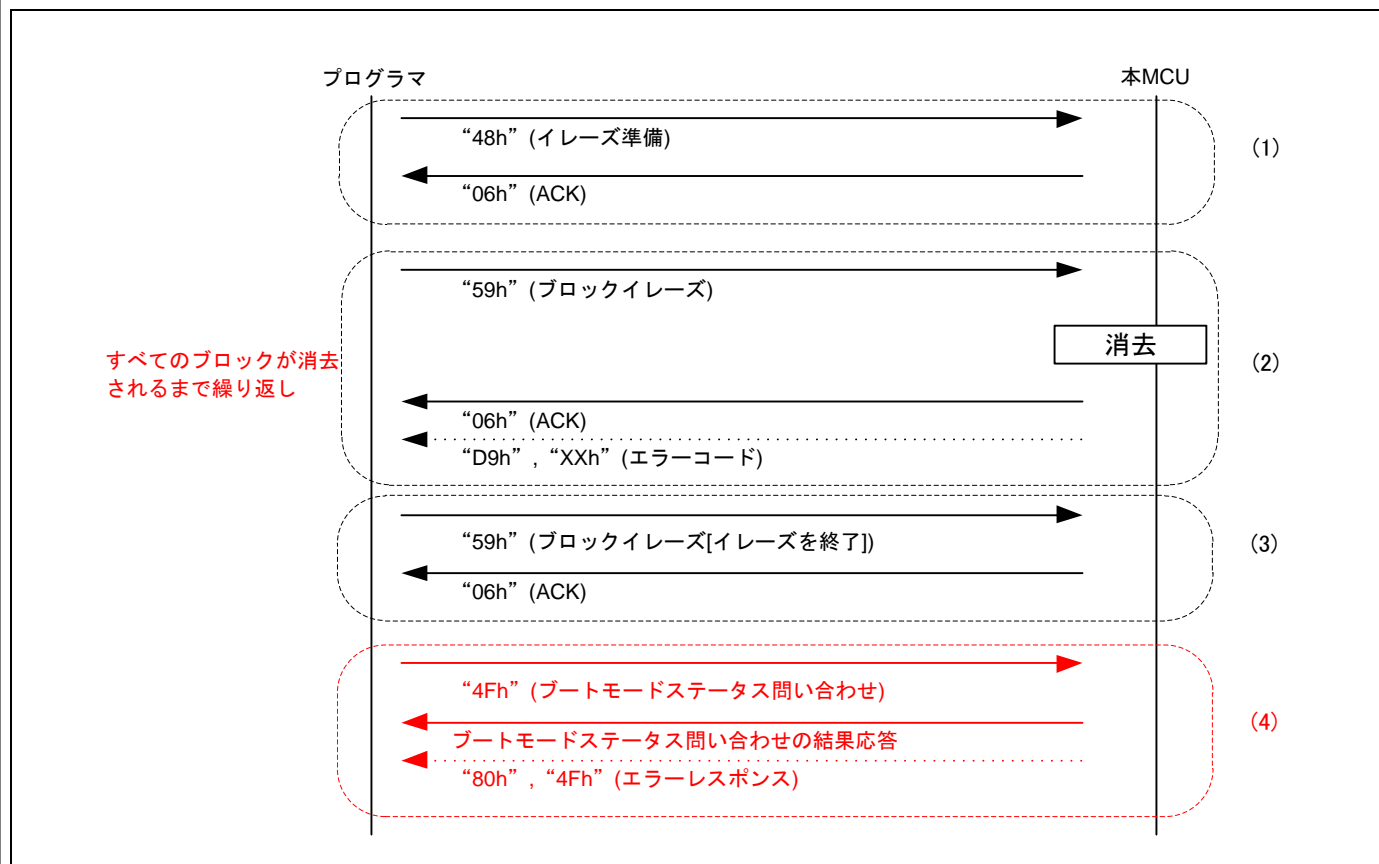 プログラマ
本MCU
“48h” (イレーズ準備)
(1)
“06h” (ACK)
“59h” (ブロックイレーズ)
消去
すべてのブロックが消去
されるまで繰り返し
(2)
“06h” (ACK)
“D9h” , “XXh” (エラーコード)
“59h” (ブロックイレーズ[イレーズを終了])
(3)
“06h” (ACK)
“4Fh” (ブートモードステータス問い合わせ)
(4)
ブートモードステータス問い合わせの結果応答
“80h” , “4Fh” (エラーレスポンス)